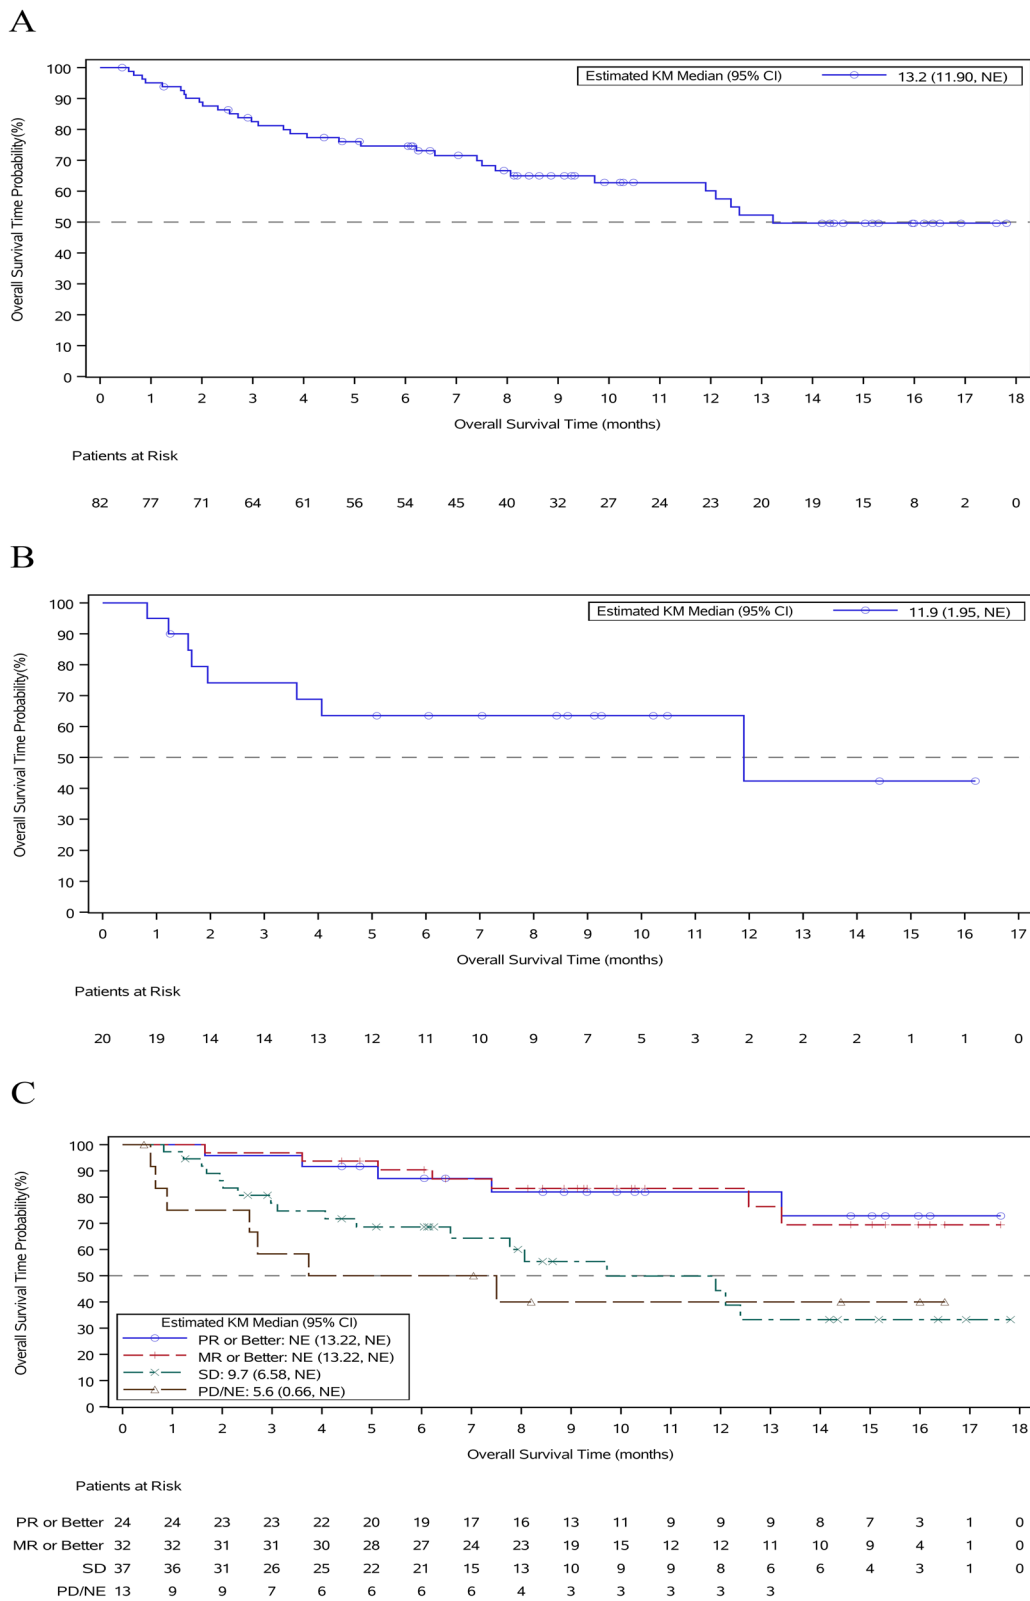 A
Overall Survival Time Probability(%)
100
90
80
70
60
50
40
30
20
10
0
Estimated KM Median (95% CI) 13.2 (11.90, NE)
0 1 2 3 4 5 6 7 8 9 10 11 12 13 14 15 16 17 18
Overall Survival Time (months)
Patients at Risk
82 77 71 64 61 56 54 45 40 32 27 24 23 20 19 15 8 2 0
B
Overall Survival Time Probability(%)
100
90
80
70
60
50
40
30
20
10
0
Estimated KM Median (95% CI) 11.9 (1.95, NE)
0 1 2 3 4 5 6 7 8 9 10 11 12 13 14 15 16 17
Overall Survival Time (months)
Patients at Risk
20 19 14 14 13 12 11 10 9 7 5 3 2 2 2 1 1 0
C
Overall Survival Time Probability(%)
100
90
80
70
60
50
40
30
20
10
0
Estimated KM Median (95% CI)
PR or Better: NE (13.22, NE)
MR or Better: NE (13.22, NE)
SD: 9.7 (6.58, NE)
PD/NE: 5.6 (0.66, NE)
0 1 2 3 4 5 6 7 8 9 10 11 12 13 14 15 16 17 18
Overall Survival Time (months)
Patients at Risk
PR or Better 24 24 23 23 22 20 19 17 16 13 11 9 9 9 8 7 3 1 0
MR or Better 32 32 31 31 30 28 27 24 23 19 15 12 12 11 10 9 4 1 0
SD 37 36 31 26 25 22 21 15 13 10 9 9 8 6 6 4 3 1 0
PD/NE 13 9 9 7 6 6 6 6 4 3 3 3 3 3